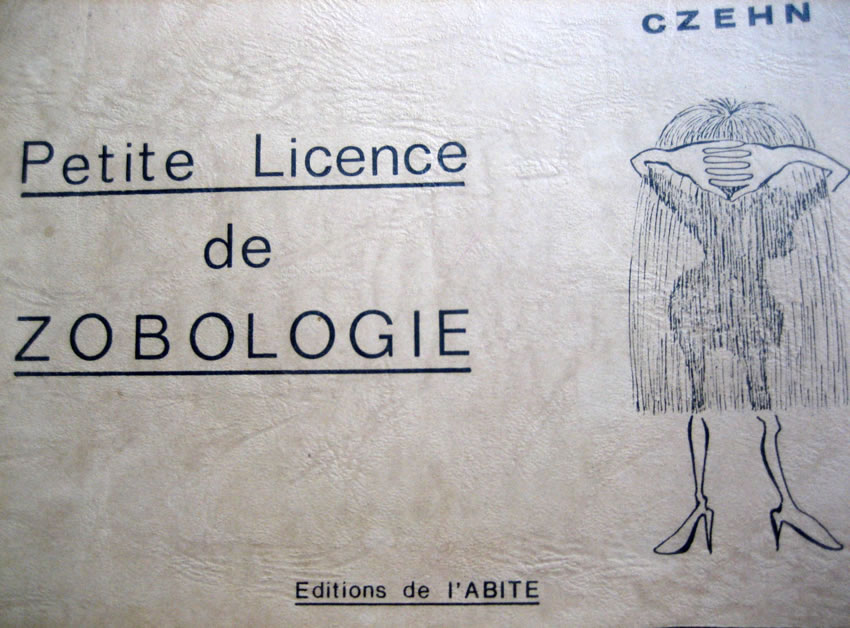 CZEHN
Petite Licence
de
ZOBOLOGIE
Editions de l'ABITE